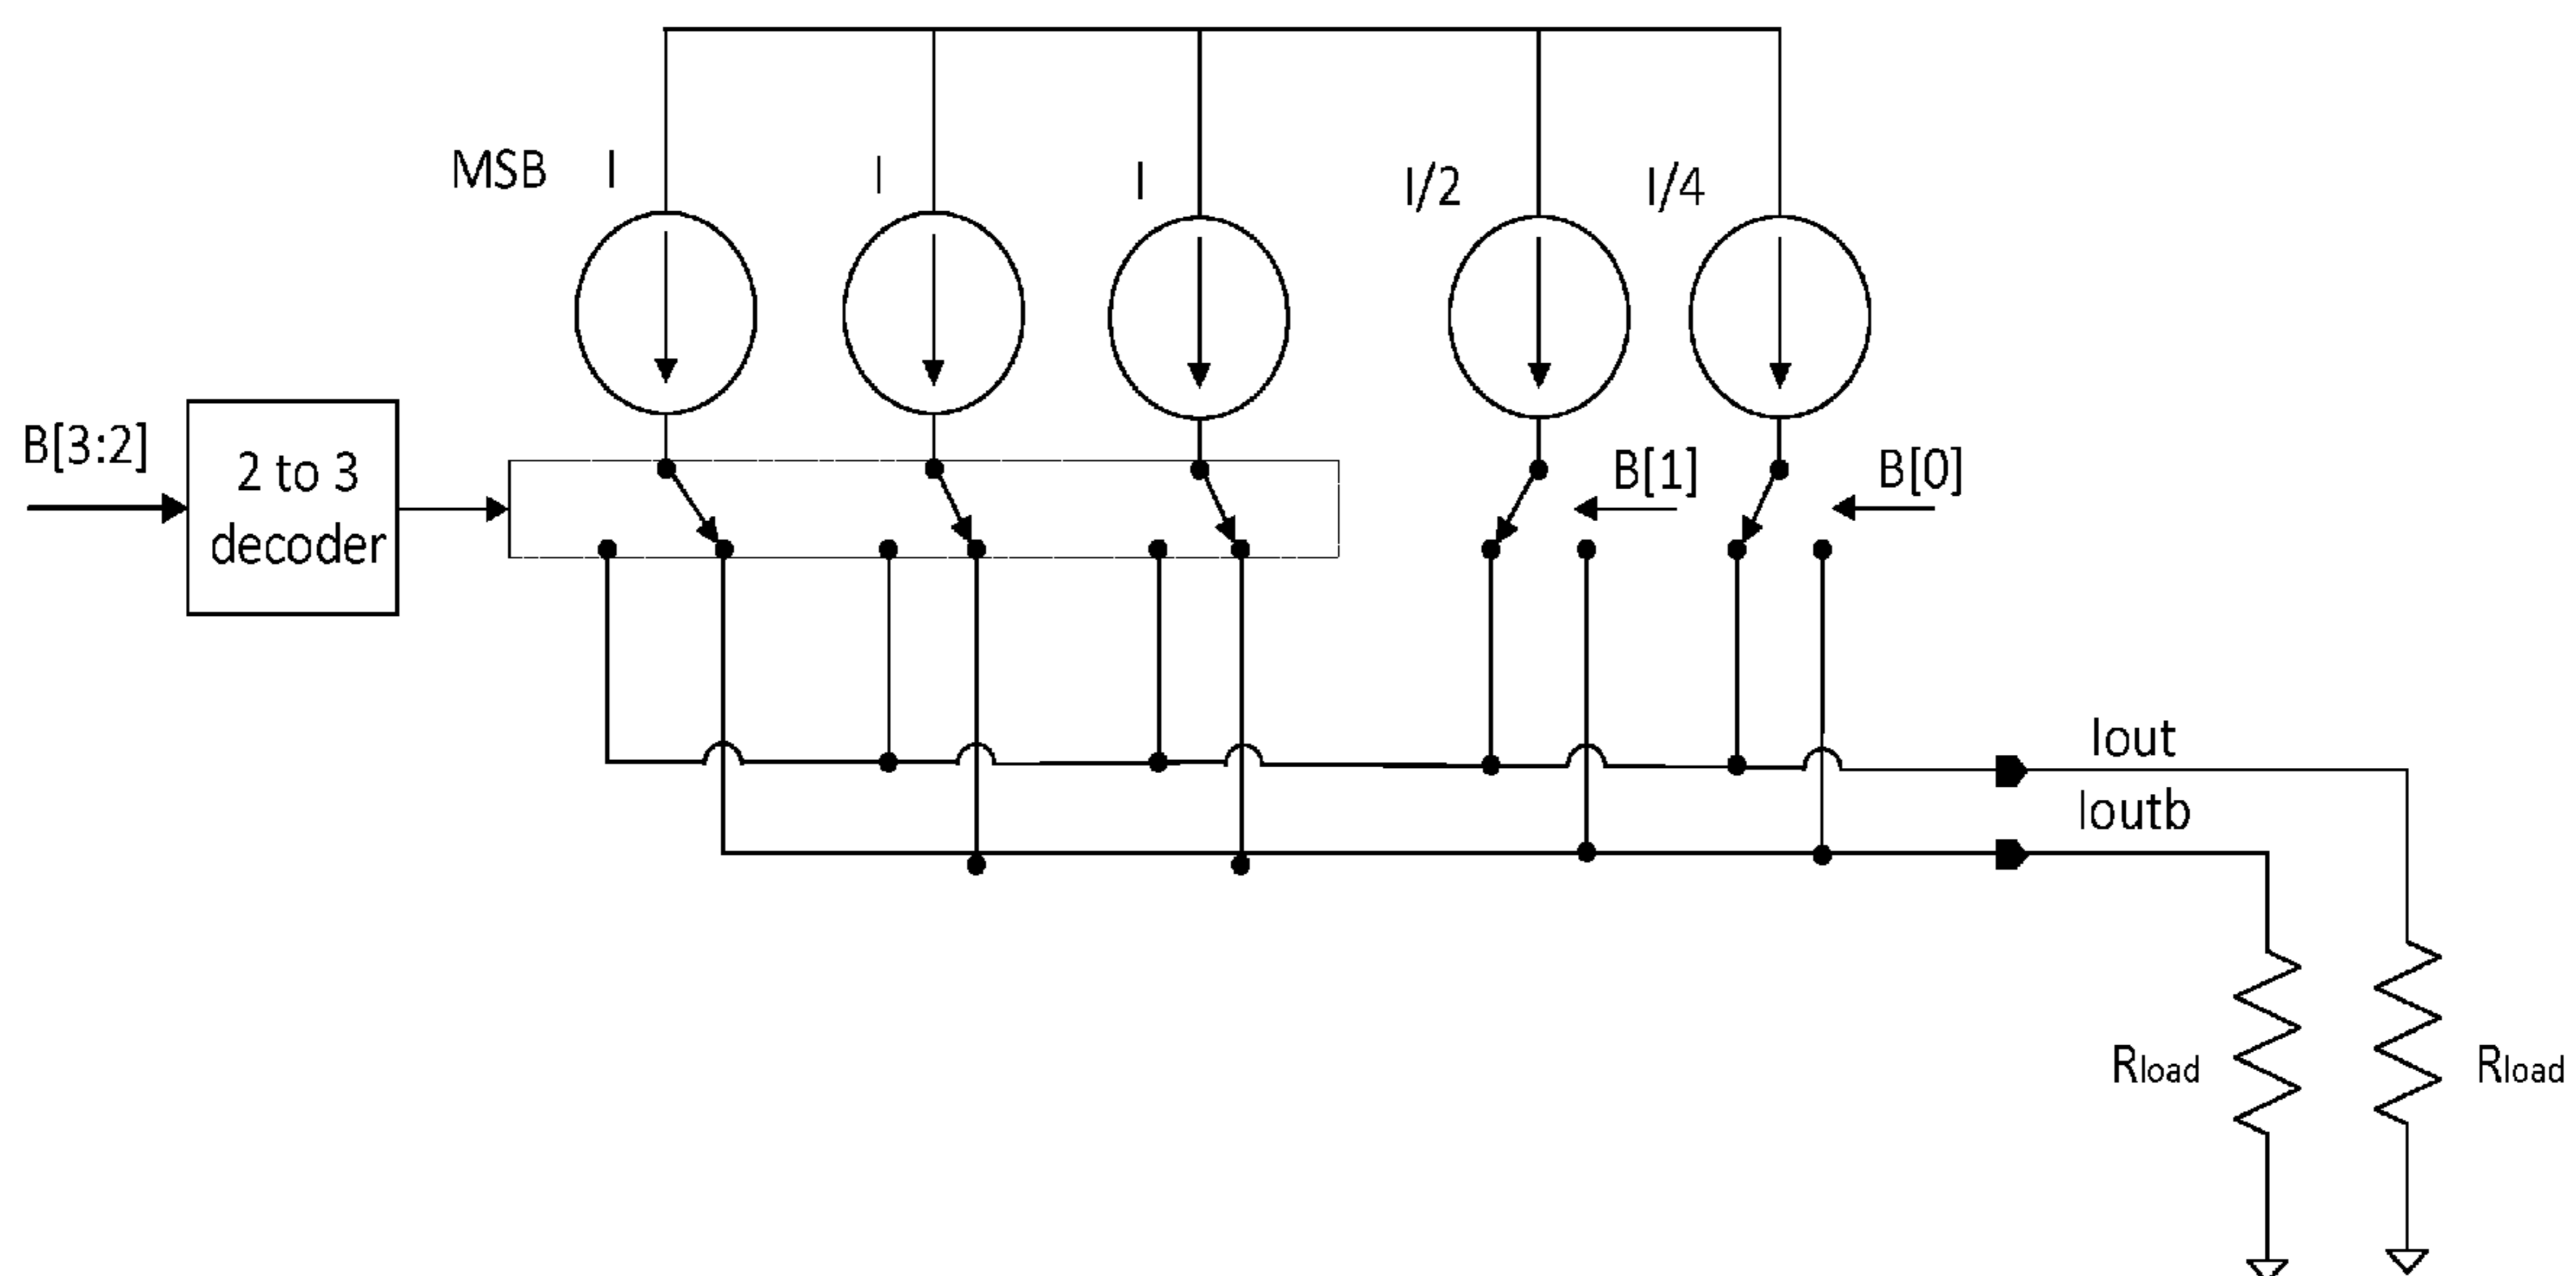 MSB I I I I/2 I/4
B[3:2]
2 to 3
decoder
B[1]
B[0]
Iout
Ioutb
Rload
Rload